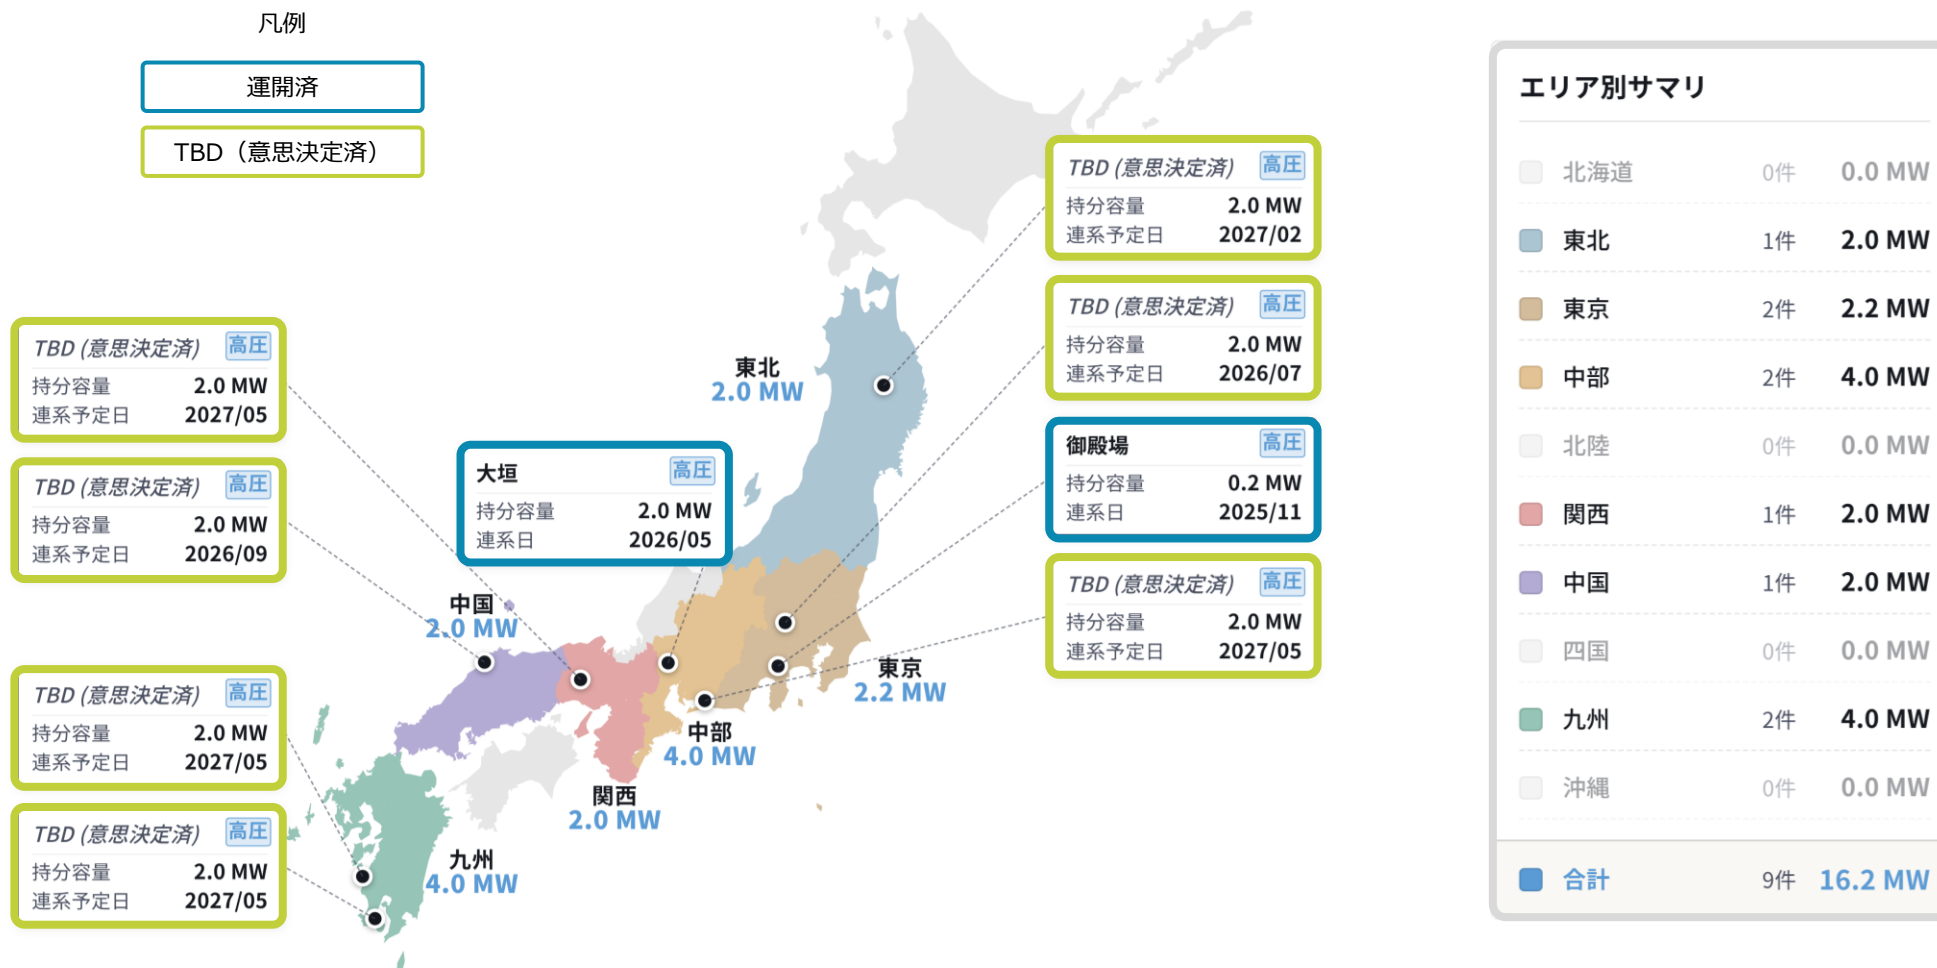 凡例
運開済
TBD（意思決定済）
TBD (意思決定済) 高圧
持分容量 2.0 MW
連系予定日 2027/05
TBD (意思決定済) 高圧
持分容量 2.0 MW
連系予定日 2026/09
TBD (意思決定済) 高圧
持分容量 2.0 MW
連系予定日 2027/05
TBD (意思決定済) 高圧
持分容量 2.0 MW
連系予定日 2027/05
大垣 高圧
持分容量 2.0 MW
連系日 2026/05
東北
2.0 MW
中国
2.0 MW
東京
2.2 MW
中部
4.0 MW
関西
2.0 MW
九州
4.0 MW
TBD (意思決定済) 高圧
持分容量 2.0 MW
連系予定日 2027/02
TBD (意思決定済) 高圧
持分容量 2.0 MW
連系予定日 2026/07
御殿場 高圧
持分容量 0.2 MW
連系日 2025/11
TBD (意思決定済) 高圧
持分容量 2.0 MW
連系予定日 2027/05
エリア別サマリ
北海道 0件 0.0 MW
東北 1件 2.0 MW
東京 2件 2.2 MW
中部 2件 4.0 MW
北陸 0件 0.0 MW
関西 1件 2.0 MW
中国 1件 2.0 MW
四国 0件 0.0 MW
九州 2件 4.0 MW
沖縄 0件 0.0 MW
合計 9件 16.2 MW